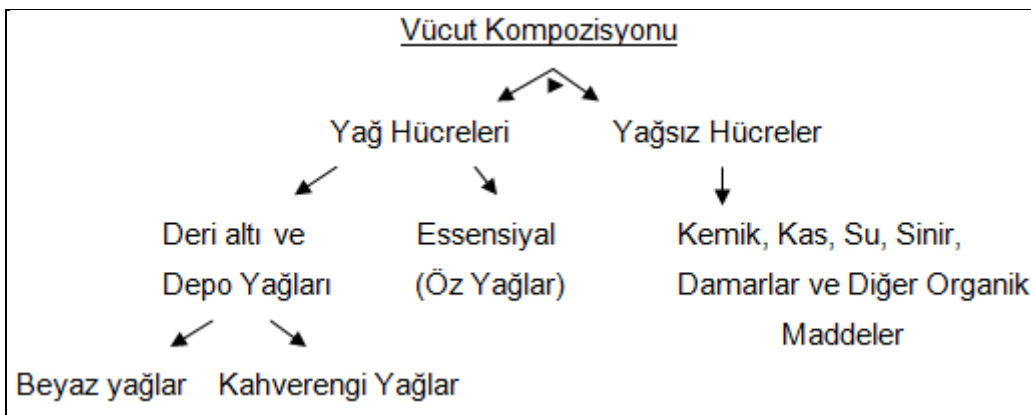 Vücut Kompozisyonu
Yağ Hücreleri Yağsız Hücreler
Deri altı ve Essensiyal Kemik, Kas, Su, Sinir,
Depo Yağları (Öz Yağlar) Damarlar ve Diğer Organik
Maddeler
Beyaz yağlar Kahverengi Yağlar